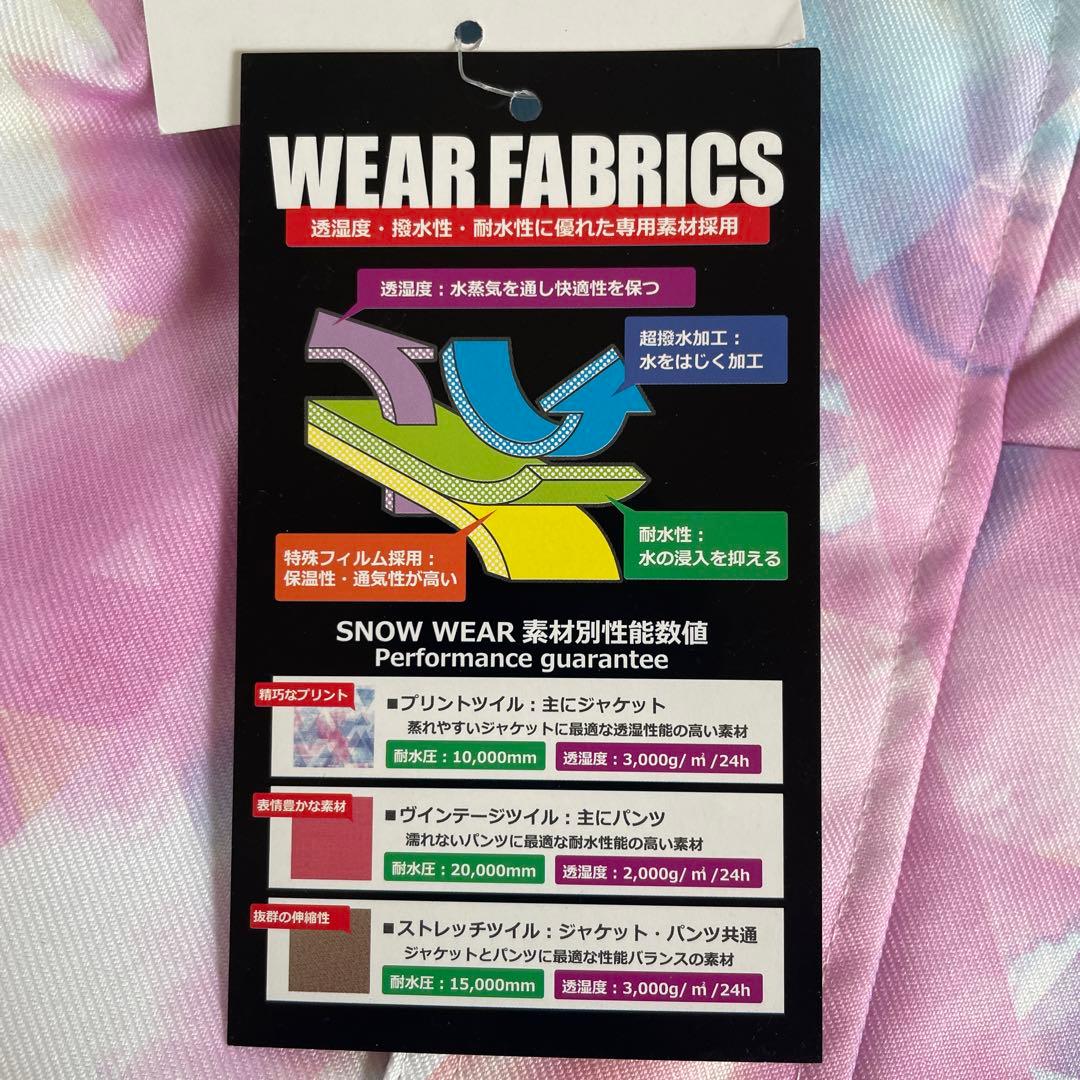 WEAR FABRICS
透湿度・撥水性・耐水性に優れた専用素材採用
透湿度：水蒸気を通し快適性を保つ
超撥水加工：
水をはじく加工
耐水性：
水の浸入を抑える
特殊フィルム採用：
保温性・通気性が高い
SNOW WEAR 素材別性能数値
Performance guarantee
精巧なプリント
■プリントツイル：主にジャケット
蒸れやすいジャケットに最適な透湿性能の高い素材
耐水圧：10,000mm
透湿度：3,000g/㎡/24h
表情豊かな素材
■ヴインテージツイル：主にパンツ
濡れないパンツに最適な耐水性能の高い素材
耐水圧：20,000mm
透湿度：2,000g/㎡/24h
抜群の伸縮性
■ストレッチツイル：ジャケット・パンツ共通
ジャケットとパンツに最適な性能バランスの素材
耐水圧：15,000mm
透湿度：3,000g/㎡/24h